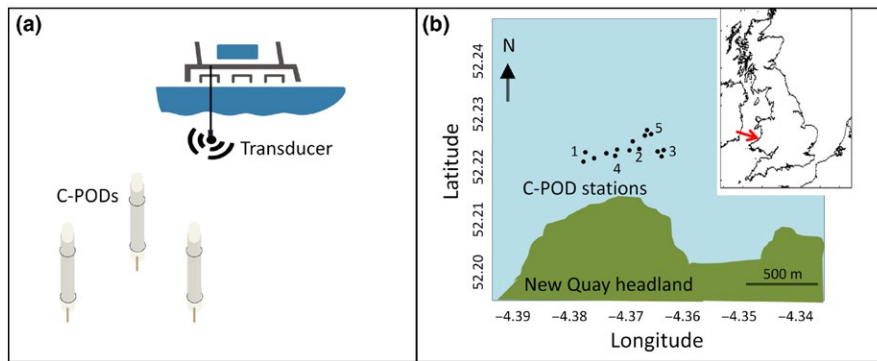 (a)
Transducer
C-PODs
(b)
N
Latitude
52.24
52.23
52.22
52.21
52.20
1
2
3
4
5
C-POD stations
New Quay headland
500 m
−4.39 −4.38 −4.37 −4.36 −4.35 −4.34
Longitude